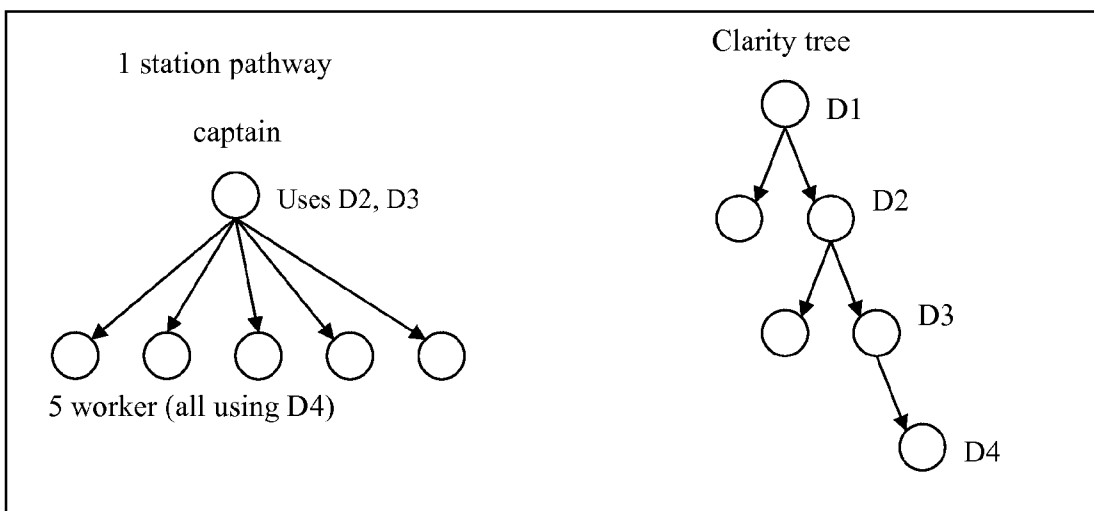 1 station pathway
captain
Uses D2, D3
5 worker (all using D4)
Clarity tree
D1
D2
D3
D4